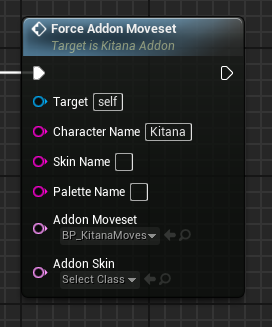 Force Addon Moveset
Target is Kitana Addon
Target self
Character Name Kitana
Skin Name
Palette Name
Addon Moveset
BP_KitanaMoves
Addon Skin
Select Class